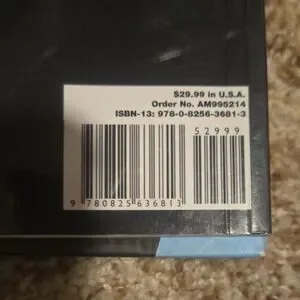 $29.99 in U.S.A.
Order No. AM995214
ISBN-13: 978-0-8256-3681-3
52999
9 780825 636813